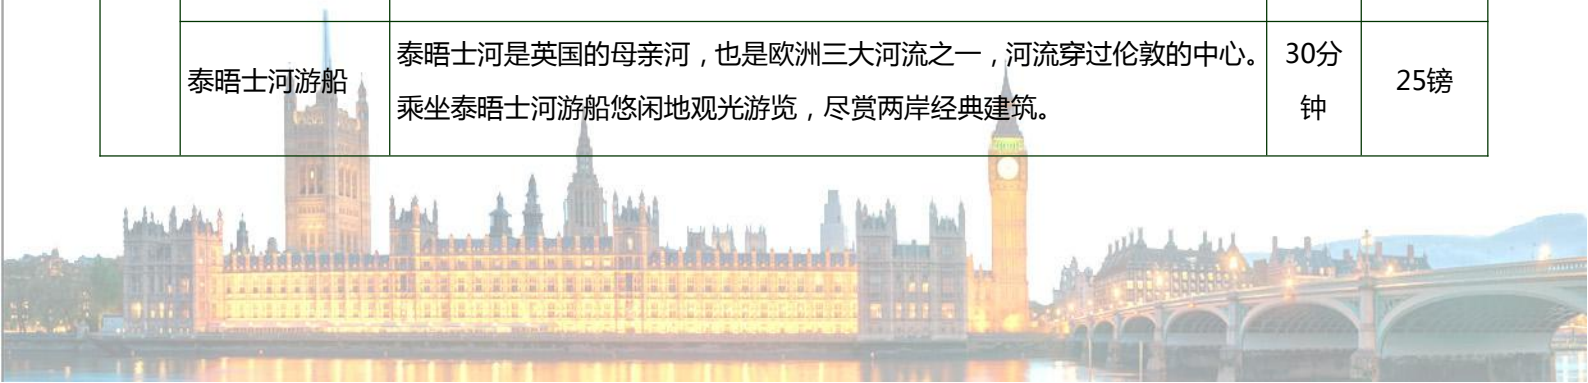 泰晤士河游船
泰晤士河是英国的母亲河，也是欧洲三大河流之一，河流穿过伦敦的中心。
乘坐泰晤士河游船悠闲地观光游览，尽赏两岸经典建筑。
30分
钟
25镑